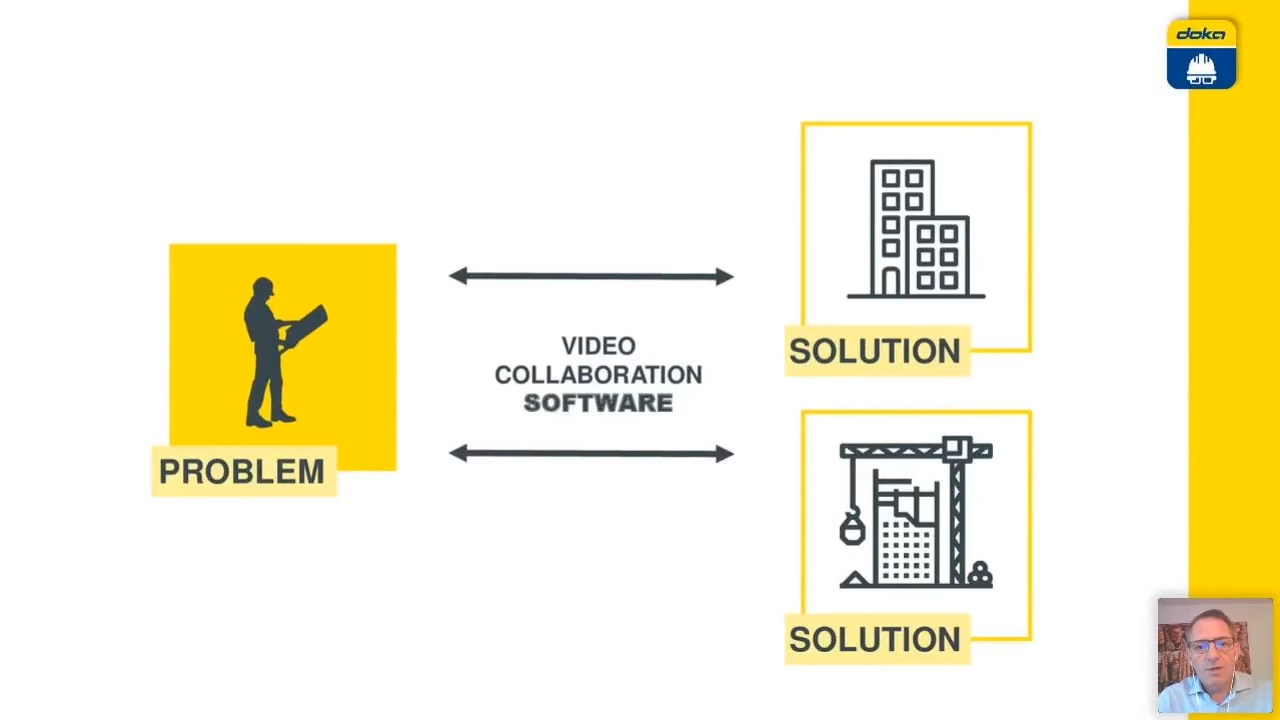 doka
SOLUTION
VIDEO
COLLABORATION
SOFTWARE
PROBLEM
SOLUTION